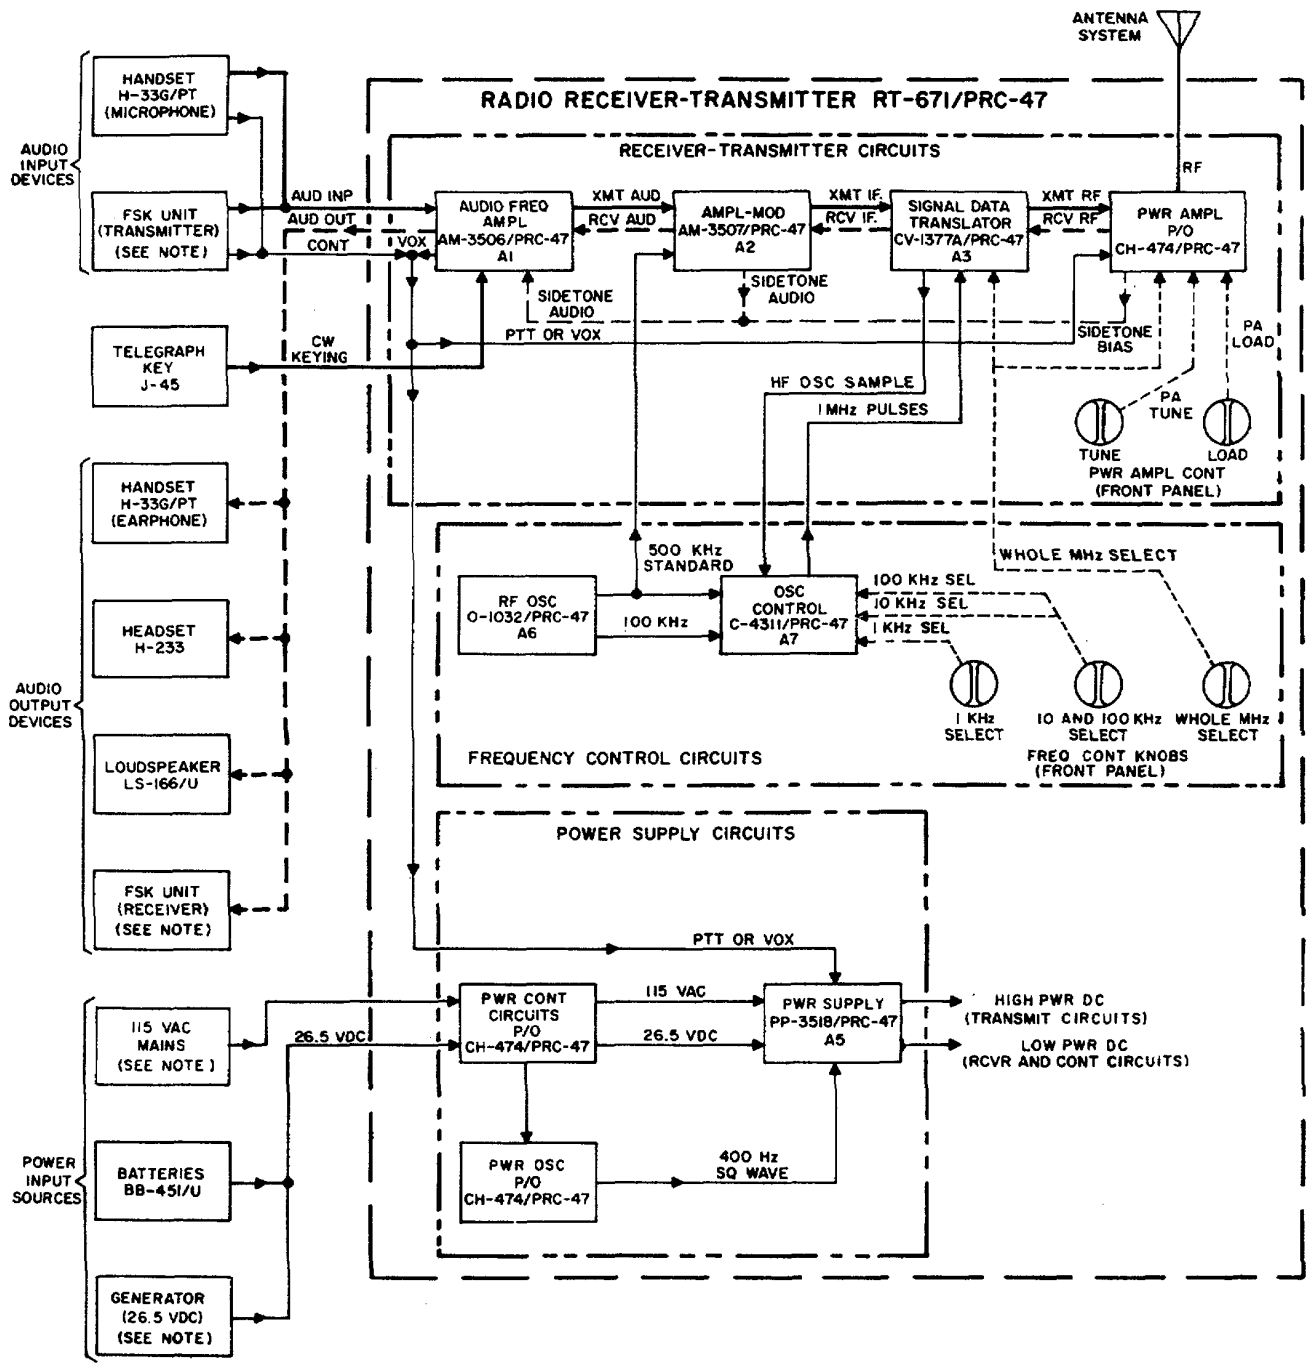 ANTENNA
SYSTEM
HANDSET
H-33G/PT
(MICROPHONE)
RADIO RECEIVER-TRANSMITTER RT-671/PRC-47
AUDIO
INPUT
DEVICES
RECEIVER-TRANSMITTER CIRCUITS
RF
FSK UNIT
(TRANSMITTER)
(SEE NOTE)
AUD INP
AUD OUT
CONT
VOX
AUDIO FREQ
AMPL
AM-3506/PRC-47
A1
XMT AUD
RCV AUD
AMPL-MOD
AM-3507/PRC-47
A2
XMT IF.
RCV IF.
SIGNAL DATA
TRANSLATOR
CV-1377A/PRC-47
A3
XMT RF
RCV RF
PWR AMPL
P/O
CH-474/PRC-47
SIDETONE
AUDIO
SIDETONE
AUDIO
PTT OR VOX
SIDETONE
BIAS
PA
LOAD
TELEGRAPH
KEY
J-45
CW
KEYING
HF OSC SAMPLE
1MHz PULSES
PA
TUNE
TUNE
LOAD
PWR AMPL CONT
(FRONT PANEL)
HANDSET
H-33G/PT
(EARPHONE)
500 KHz
STANDARD
WHOLE MHz SELECT
RF OSC
O-1032/PRC-47
A6
100 KHz
OSC
CONTROL
C-4311/PRC-47
A7
100 KHz SEL
10 KHz SEL
1 KHz SEL
HEADSET
H-233
AUDIO
OUTPUT
DEVICES
1 KHz
SELECT
10 AND 100 KHz
SELECT
WHOLE MHz
SELECT
FREQ CONT KNOBS
(FRONT PANEL)
FREQUENCY CONTROL CIRCUITS
LOUDSPEAKER
LS-166/U
POWER SUPPLY CIRCUITS
FSK UNIT
(RECEIVER)
(SEE NOTE)
PTT OR VOX
115 VAC
MAINS
(SEE NOTE)
26.5 VDC
PWR CONT
CIRCUITS
P/O
CH-474/PRC-47
115 VAC
26.5 VDC
PWR SUPPLY
PP-3518/PRC-47
A5
HIGH PWR DC
(TRANSMIT CIRCUITS)
LOW PWR DC
(RCVR AND CONT CIRCUITS)
POWER
INPUT
SOURCES
BATTERIES
BB-451/U
PWR OSC
P/O
CH-474/PRC-47
400 Hz
SQ WAVE
GENERATOR
(26.5 VDC)
(SEE NOTE)